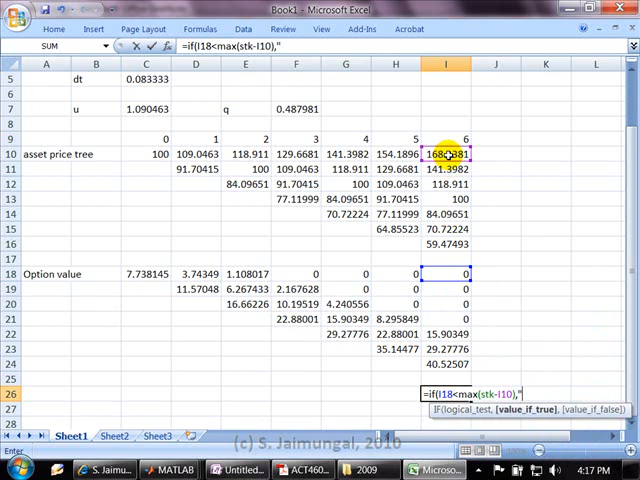 Book1 - Microsoft Excel
Home Insert Page Layout Formulas Data Review View Add-Ins Acrobat
SUM =if(I18<max(stk-I10),"
A B C D E F G H I J K L
5 dt 0.083333
6
7 u 1.090463 q 0.487981
8
9 0 1 2 3 4 5 6
10 asset price tree 100 109.0463 118.911 129.6681 141.3982 154.1896
11 91.70415 100 109.0463 118.911 129.6681 141.3982
12 84.09651 91.70415 100 109.0463 118.911
13 77.11999 84.09651 91.70415 100
14 70.72224 77.11999 84.09651
15 64.85523 70.72224
16 59.47493
17
18 Option value 7.738145 3.74349 1.108017 0 0 0 0
19 11.57048 6.267433 2.167628 0 0 0
20 16.66226 10.19519 4.240556 0 0
21 22.88001 15.90349 8.295849 0
22 29.27776 22.88001 15.90349
23 35.14477 29.27776
24 40.52507
25
26 =if(I18<max(stk-I10),"
27 IF(logical_test, [value_if_true], [value_if_false])
28
Sheet1 Sheet2 Sheet3
(c) S. Jaimungal, 2010
Enter
S. Jaimu... MATLAB Untitled... ACT460... 2009 Microso... 4:17 PM